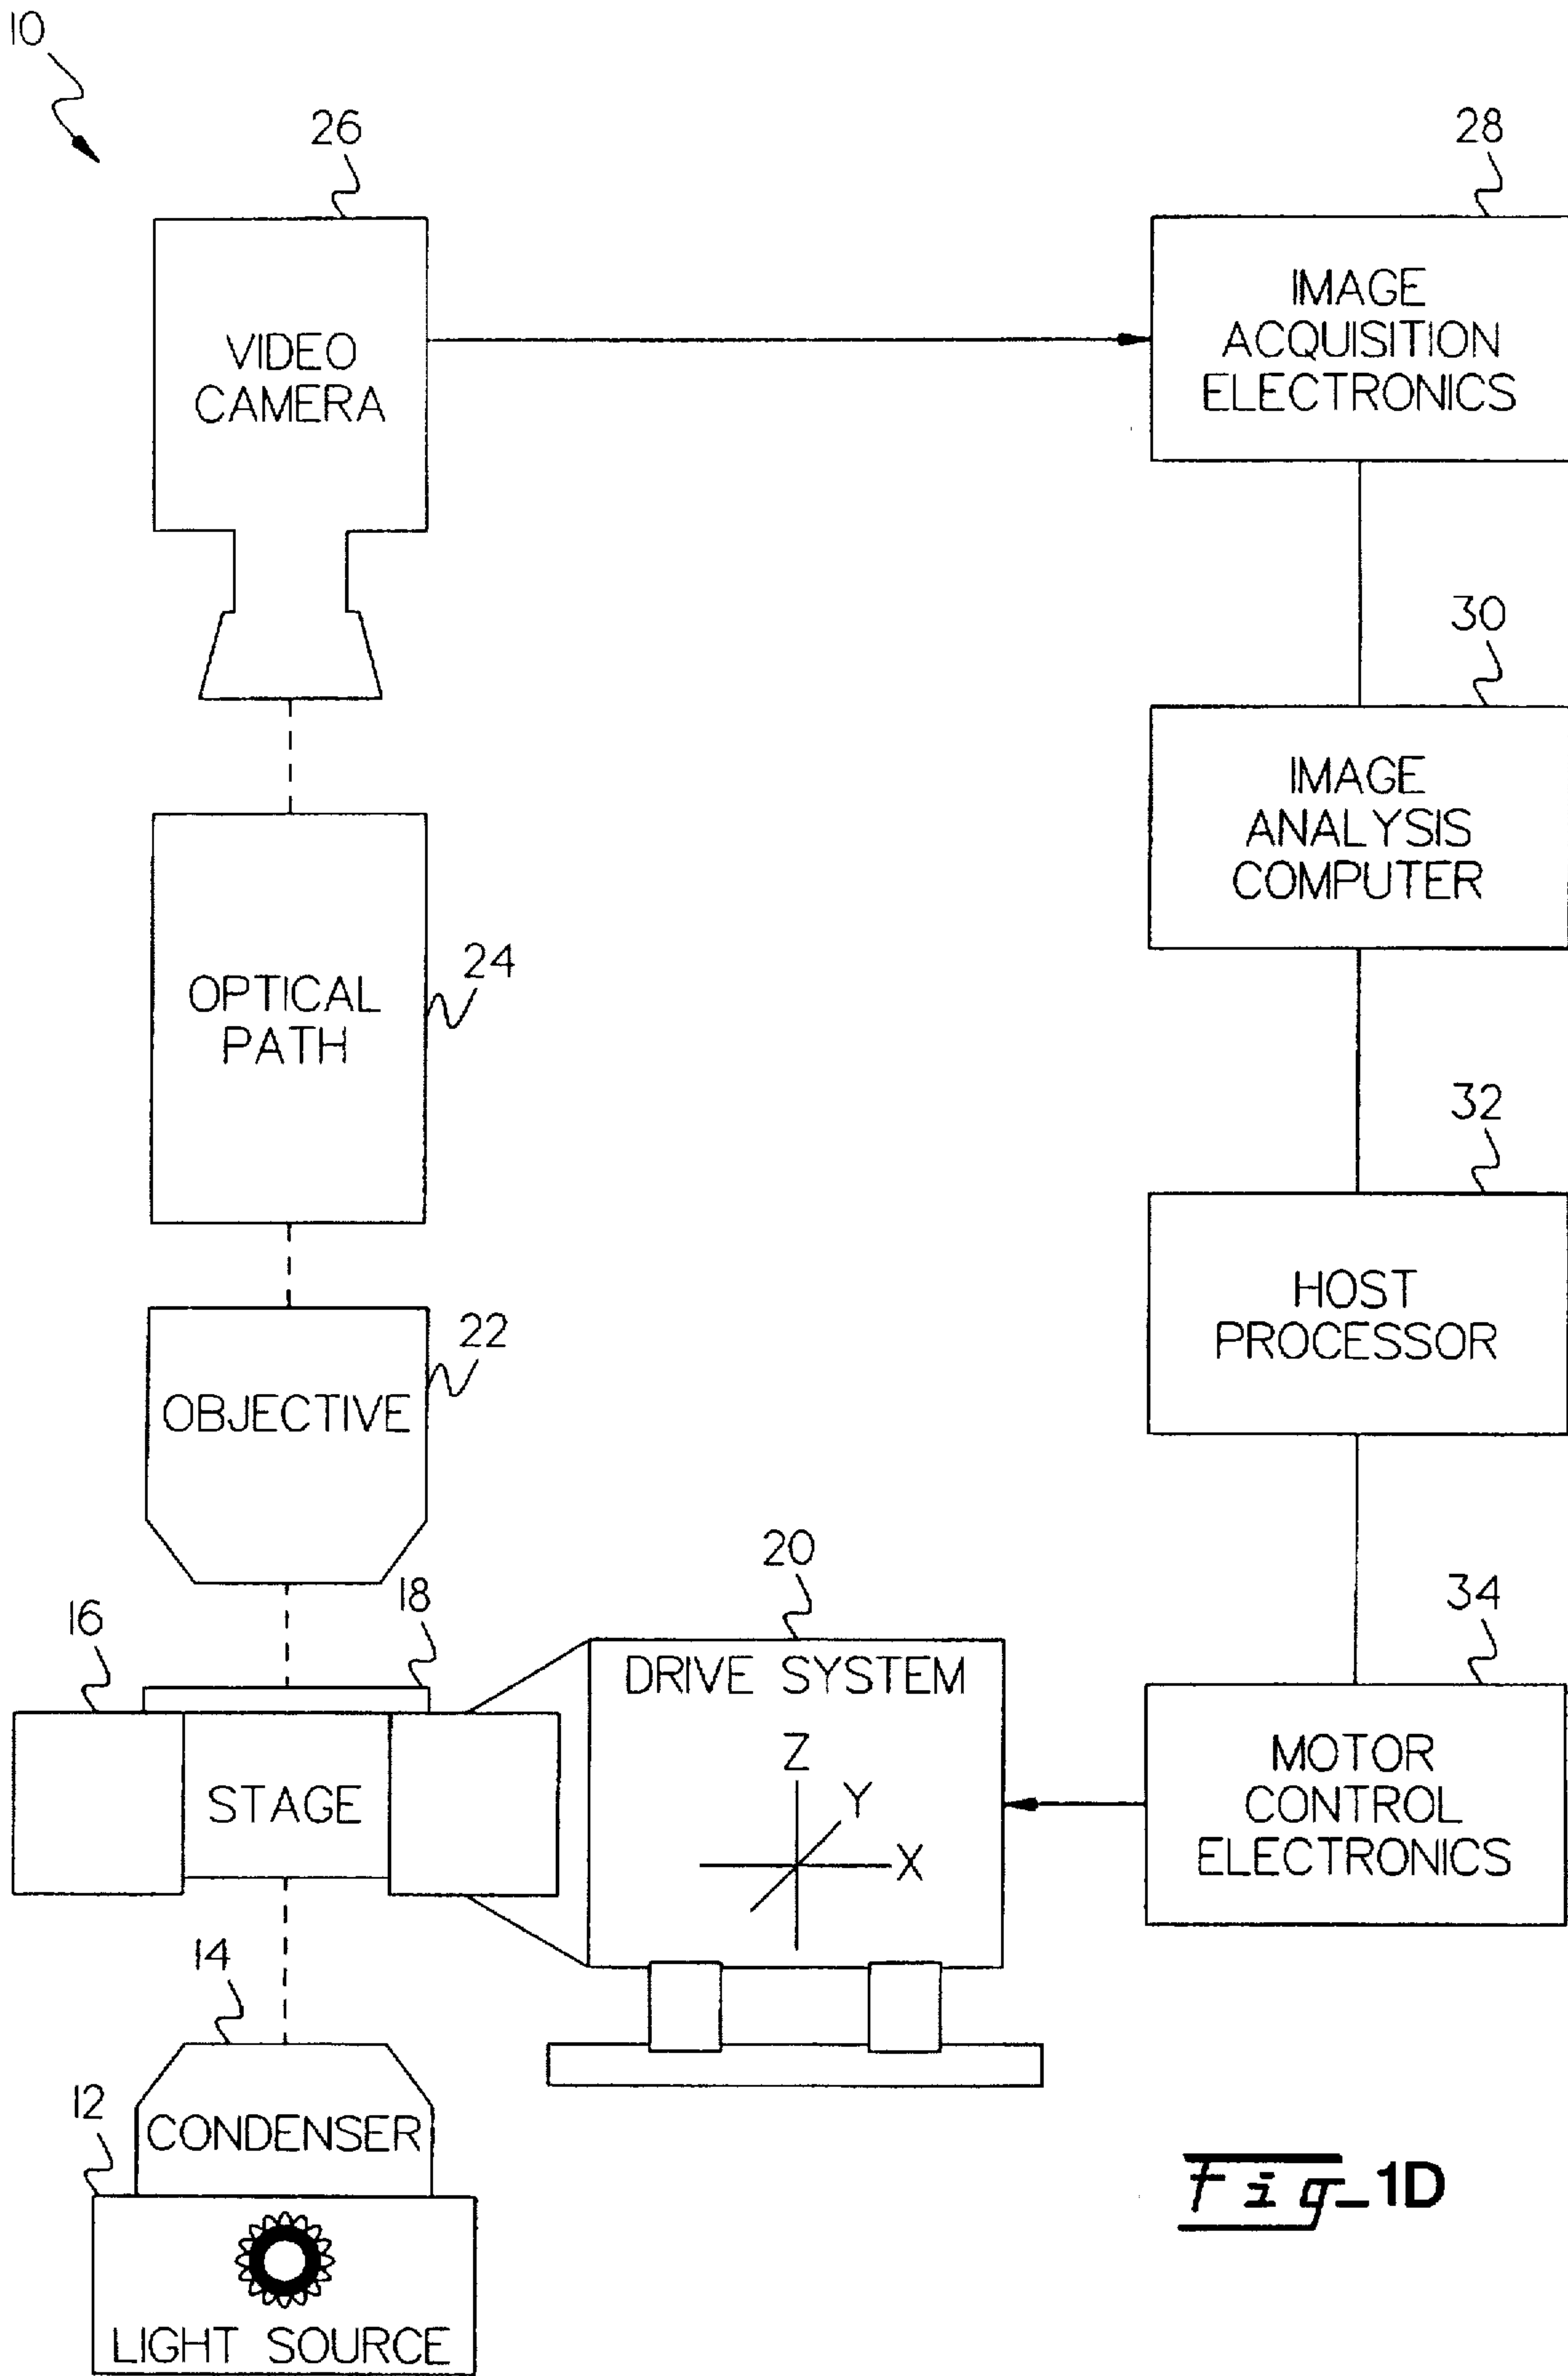 10
26
28
VIDEO
CAMERA
IMAGE
ACQUISITION
ELECTRONICS
30
IMAGE
ANALYSIS
COMPUTER
24
OPTICAL
PATH
32
HOST
PROCESSOR
22
OBJECTIVE
20
34
16
18
DRIVE SYSTEM
Z
Y
X
STAGE
MOTOR
CONTROL
ELECTRONICS
14
12
CONDENSER
LIGHT SOURCE
Fig_1D